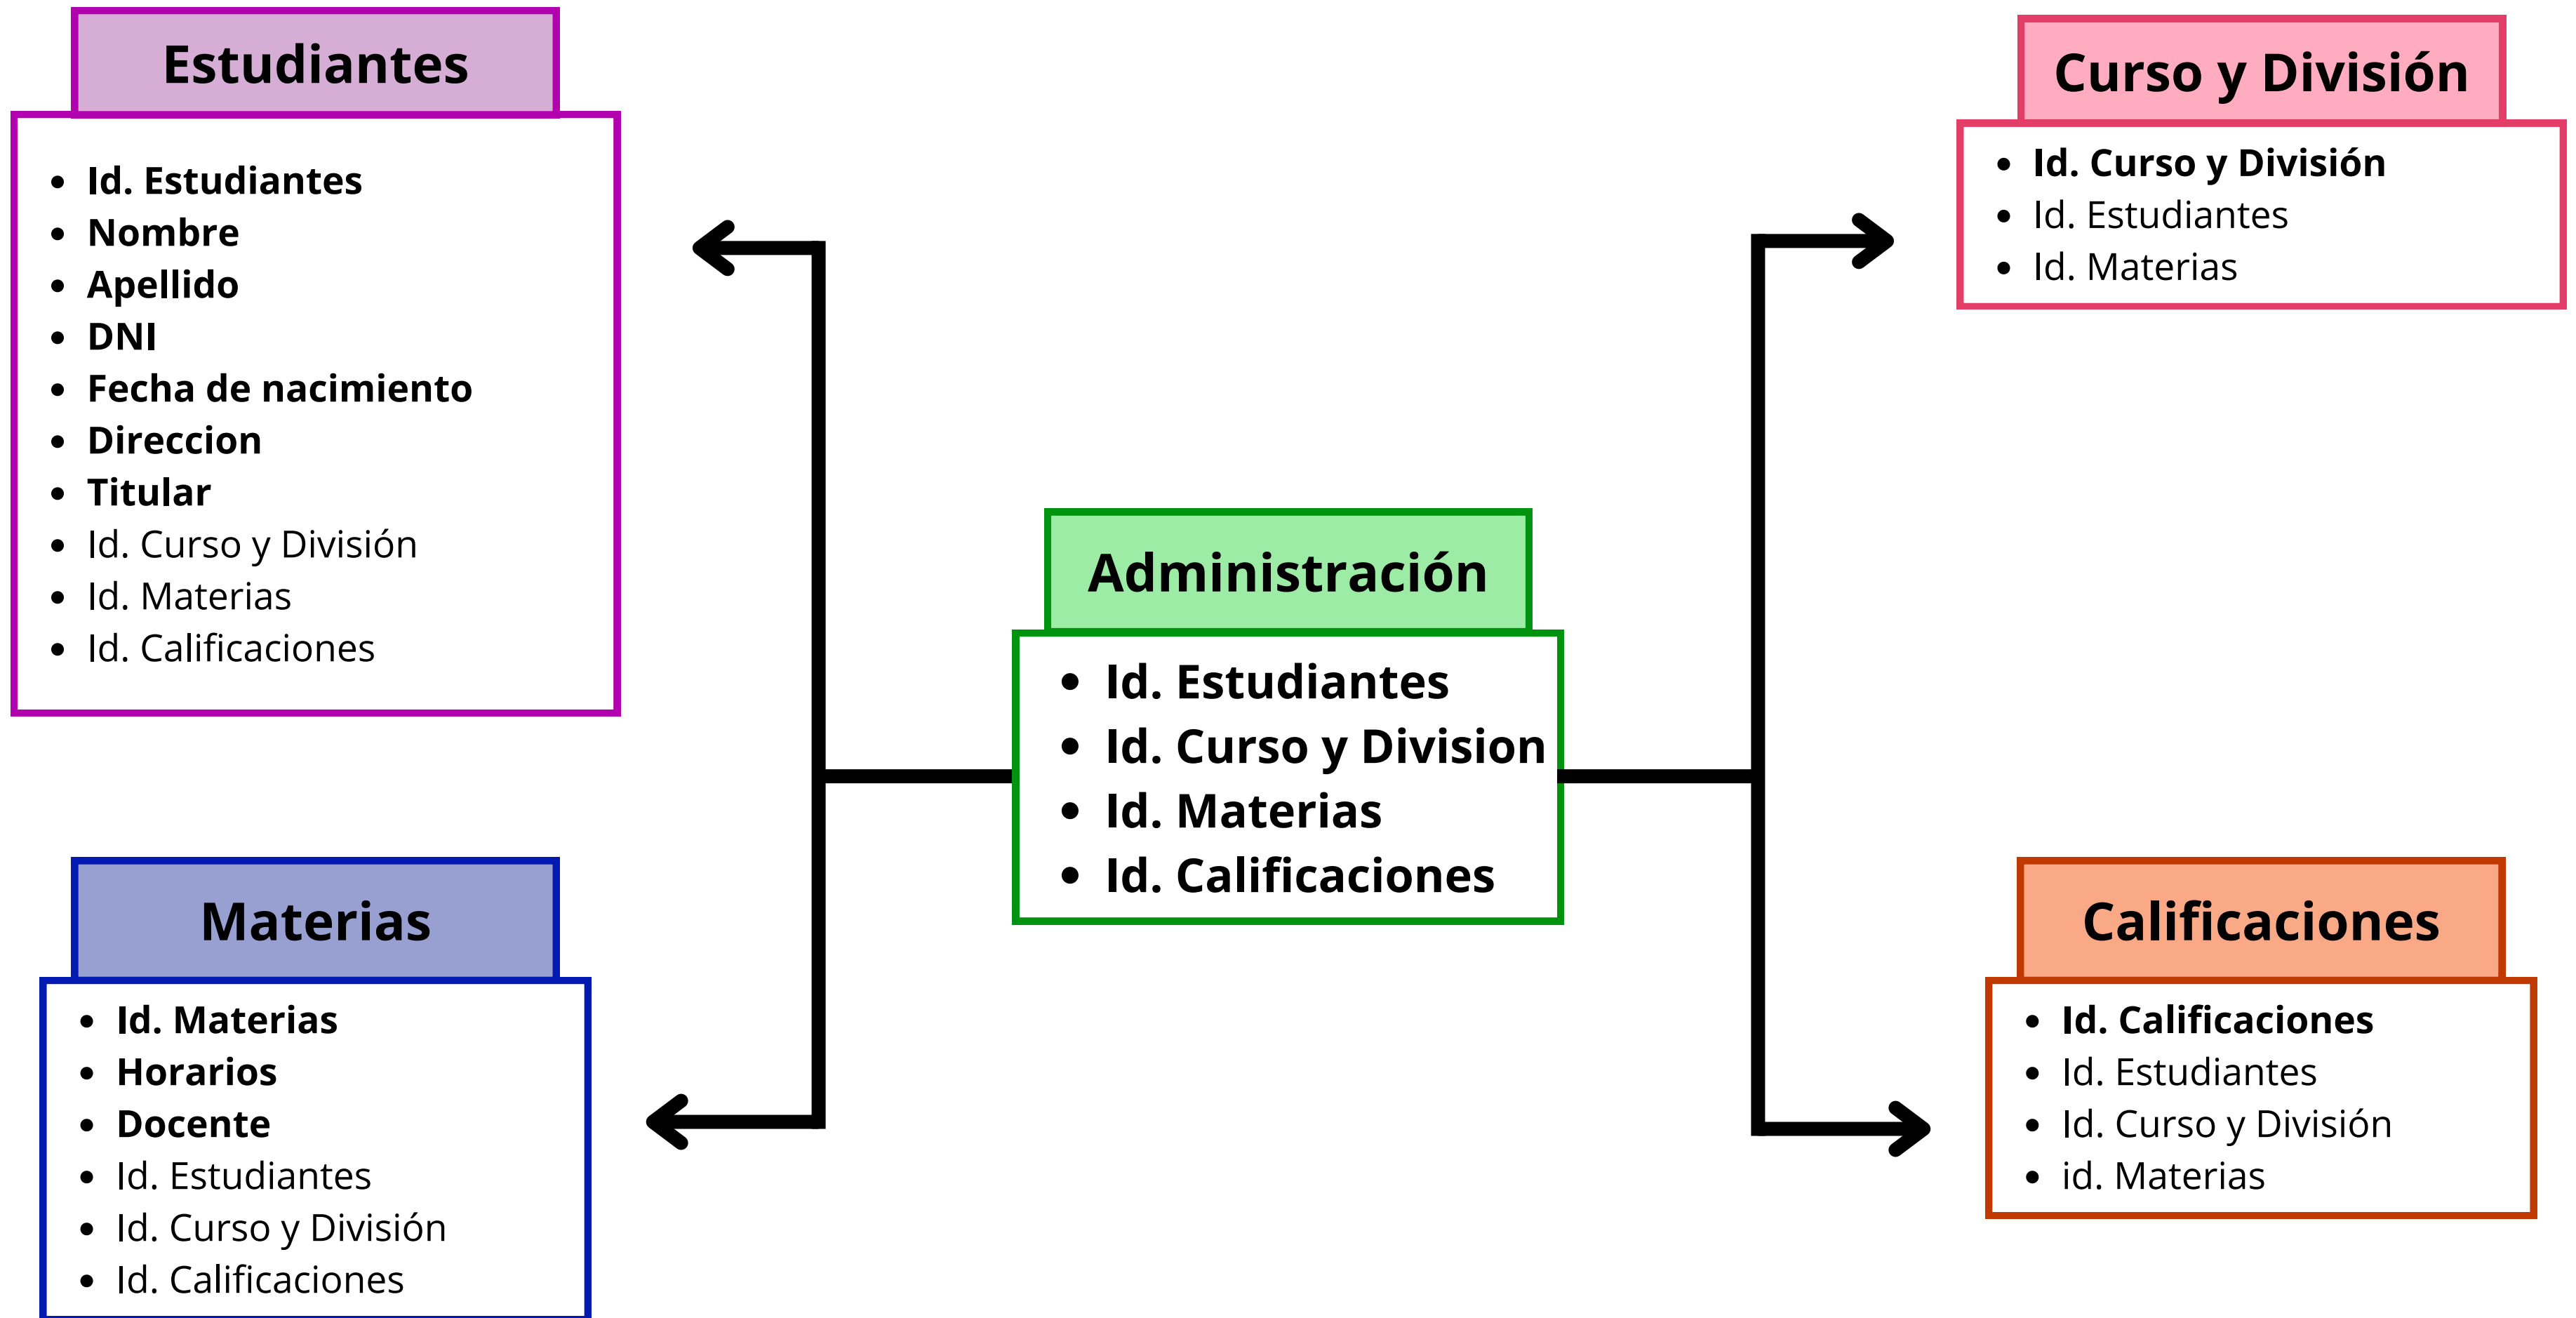 Estudiantes
Id. Estudiantes
Nombre
Apellido
DNI
Fecha de nacimiento
Direccion
Titular
Id. Curso y División
Id. Materias
Id. Calificaciones
Curso y División
Id. Curso y División
Id. Estudiantes
Id. Materias
Administración
Id. Estudiantes
Id. Curso y Division
Id. Materias
Id. Calificaciones
Materias
Id. Materias
Horarios
Docente
Id. Estudiantes
Id. Curso y División
Id. Calificaciones
Calificaciones
Id. Calificaciones
Id. Estudiantes
Id. Curso y División
id. Materias